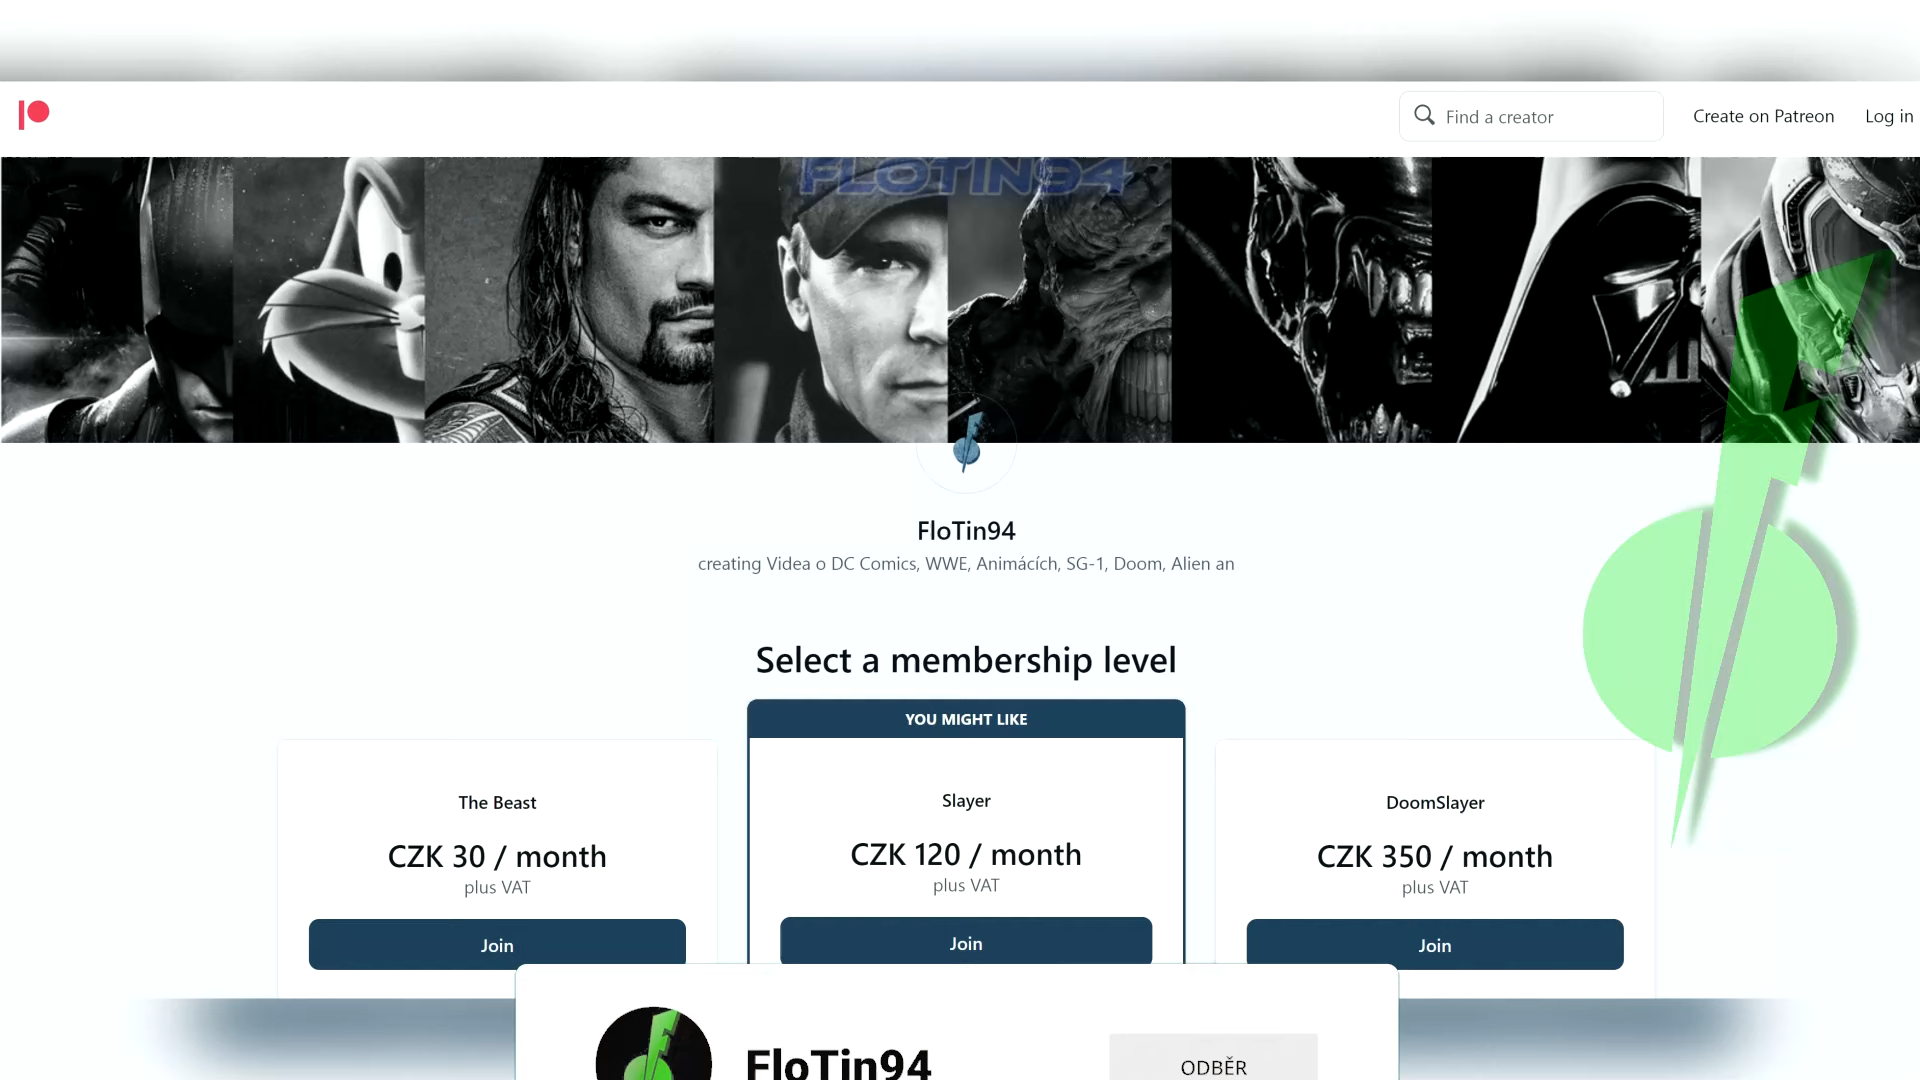 Find a creator
Create on Patreon
Log in
FLOTIN94
FloTin94
creating Videa o DC Comics, WWE, Animácích, SG-1, Doom, Alien an
Select a membership level
YOU MIGHT LIKE
The Beast
CZK 30 / month
plus VAT
Join
Slayer
CZK 120 / month
plus VAT
Join
DoomSlayer
CZK 350 / month
plus VAT
Join
FloTin94
ODBĚR